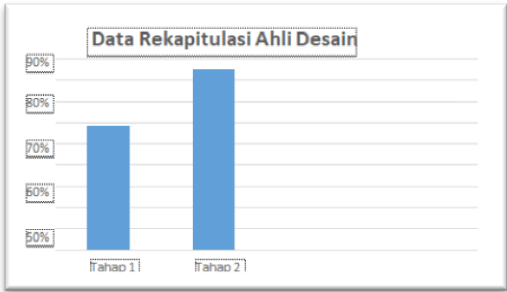 Data Rekapitulasi Ahli Desain
90%
80%
70%
60%
50%
Tahap 1
Tahap 2